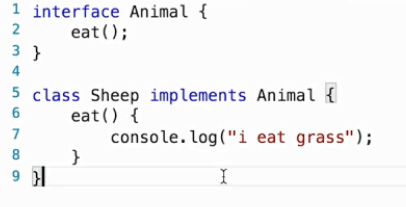 1 interface Animal {
2     eat();
3 }
4
5 class Sheep implements Animal {
6     eat() {
7         console.log("i eat grass");
8     }
9 }